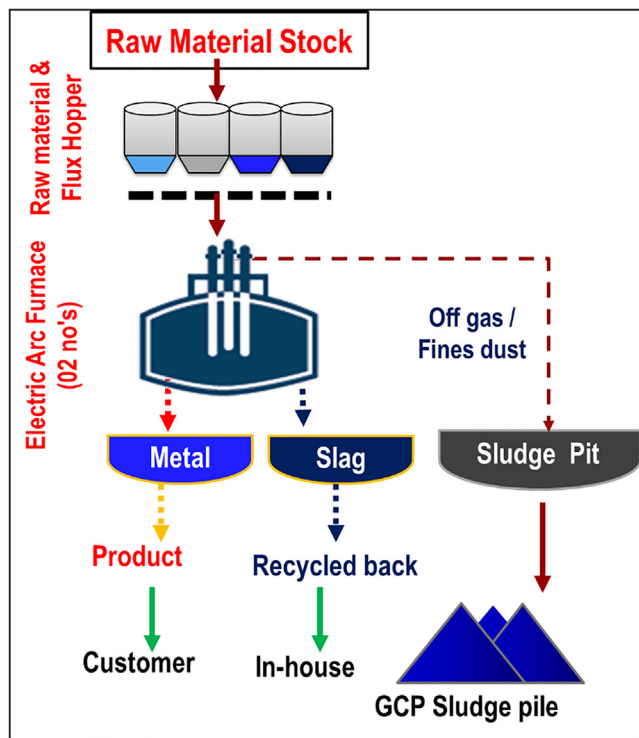 Raw Material Stock
Raw material &
Flux Hopper
Electric Arc Furnace
(02 no's)
Off gas /
Fines dust
Metal
Slag
Sludge Pit
Product
Recycled back
Customer
In-house
GCP Sludge pile